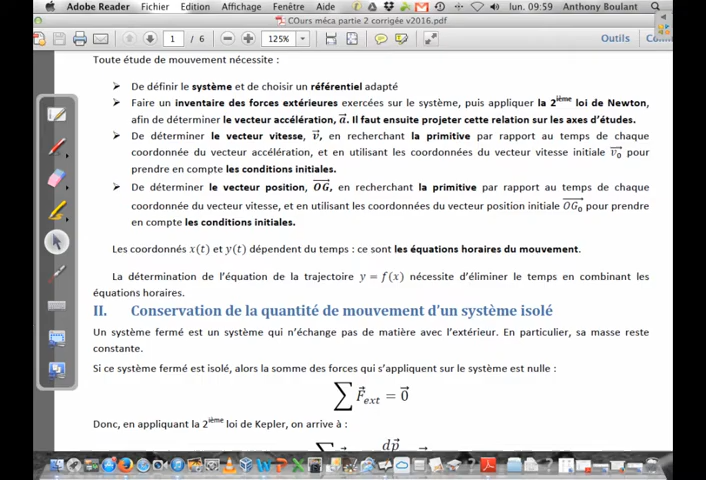 Adobe Reader Fichier Edition Affichage Fenêtre Aide lun. 09:59 Anthony Boulant
COurs méca partie 2 corrigée v2016.pdf
1 / 6 125% Outils
Toute étude de mouvement nécessite :
➤ De définir le système et de choisir un référentiel adapté
➤ Faire un inventaire des forces extérieures exercées sur le système, puis appliquer la 2ième loi de Newton,
afin de déterminer le vecteur accélération, a⃗. Il faut ensuite projeter cette relation sur les axes d'études.
➤ De déterminer le vecteur vitesse, v⃗, en recherchant la primitive par rapport au temps de chaque
coordonnée du vecteur accélération, et en utilisant les coordonnées du vecteur vitesse initiale v₀⃗ pour
prendre en compte les conditions initiales.
➤ De déterminer le vecteur position, OG⃗, en recherchant la primitive par rapport au temps de chaque
coordonnée du vecteur vitesse, et en utilisant les coordonnées du vecteur position initiale OG₀⃗ pour prendre
en compte les conditions initiales.
Les coordonnés x(t) et y(t) dépendent du temps : ce sont les équations horaires du mouvement.
La détermination de l'équation de la trajectoire y = f(x) nécessite d'éliminer le temps en combinant les
équations horaires.
II. Conservation de la quantité de mouvement d'un système isolé
Un système fermé est un système qui n'échange pas de matière avec l'extérieur. En particulier, sa masse reste
constante.
Si ce système fermé est isolé, alors la somme des forces qui s'appliquent sur le système est nulle :
∑ F⃗ext = 0⃗
Donc, en appliquant la 2ième loi de Kepler, on arrive à :
dp⃗